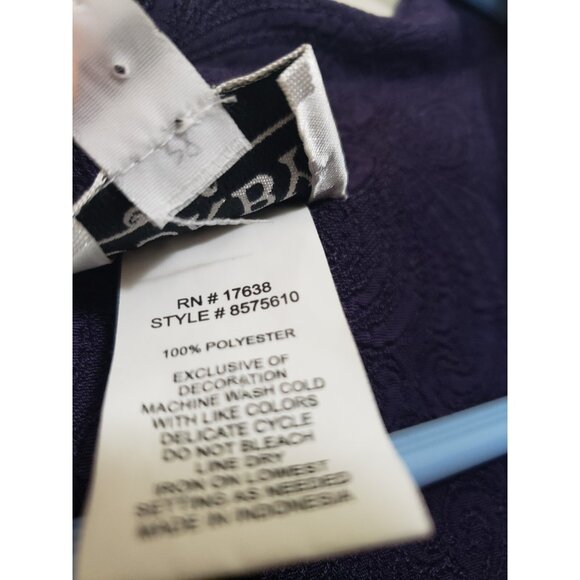 RN # 17638
STYLE # 8575610
100% POLYESTER
EXCLUSIVE OF
DECORATION
MACHINE WASH COLD
WITH LIKE COLORS
DELICATE CYCLE
DO NOT BLEACH
LINE DRY
IRON ON LOWEST
SETTING AS NEEDED
MADE IN INDONESIA